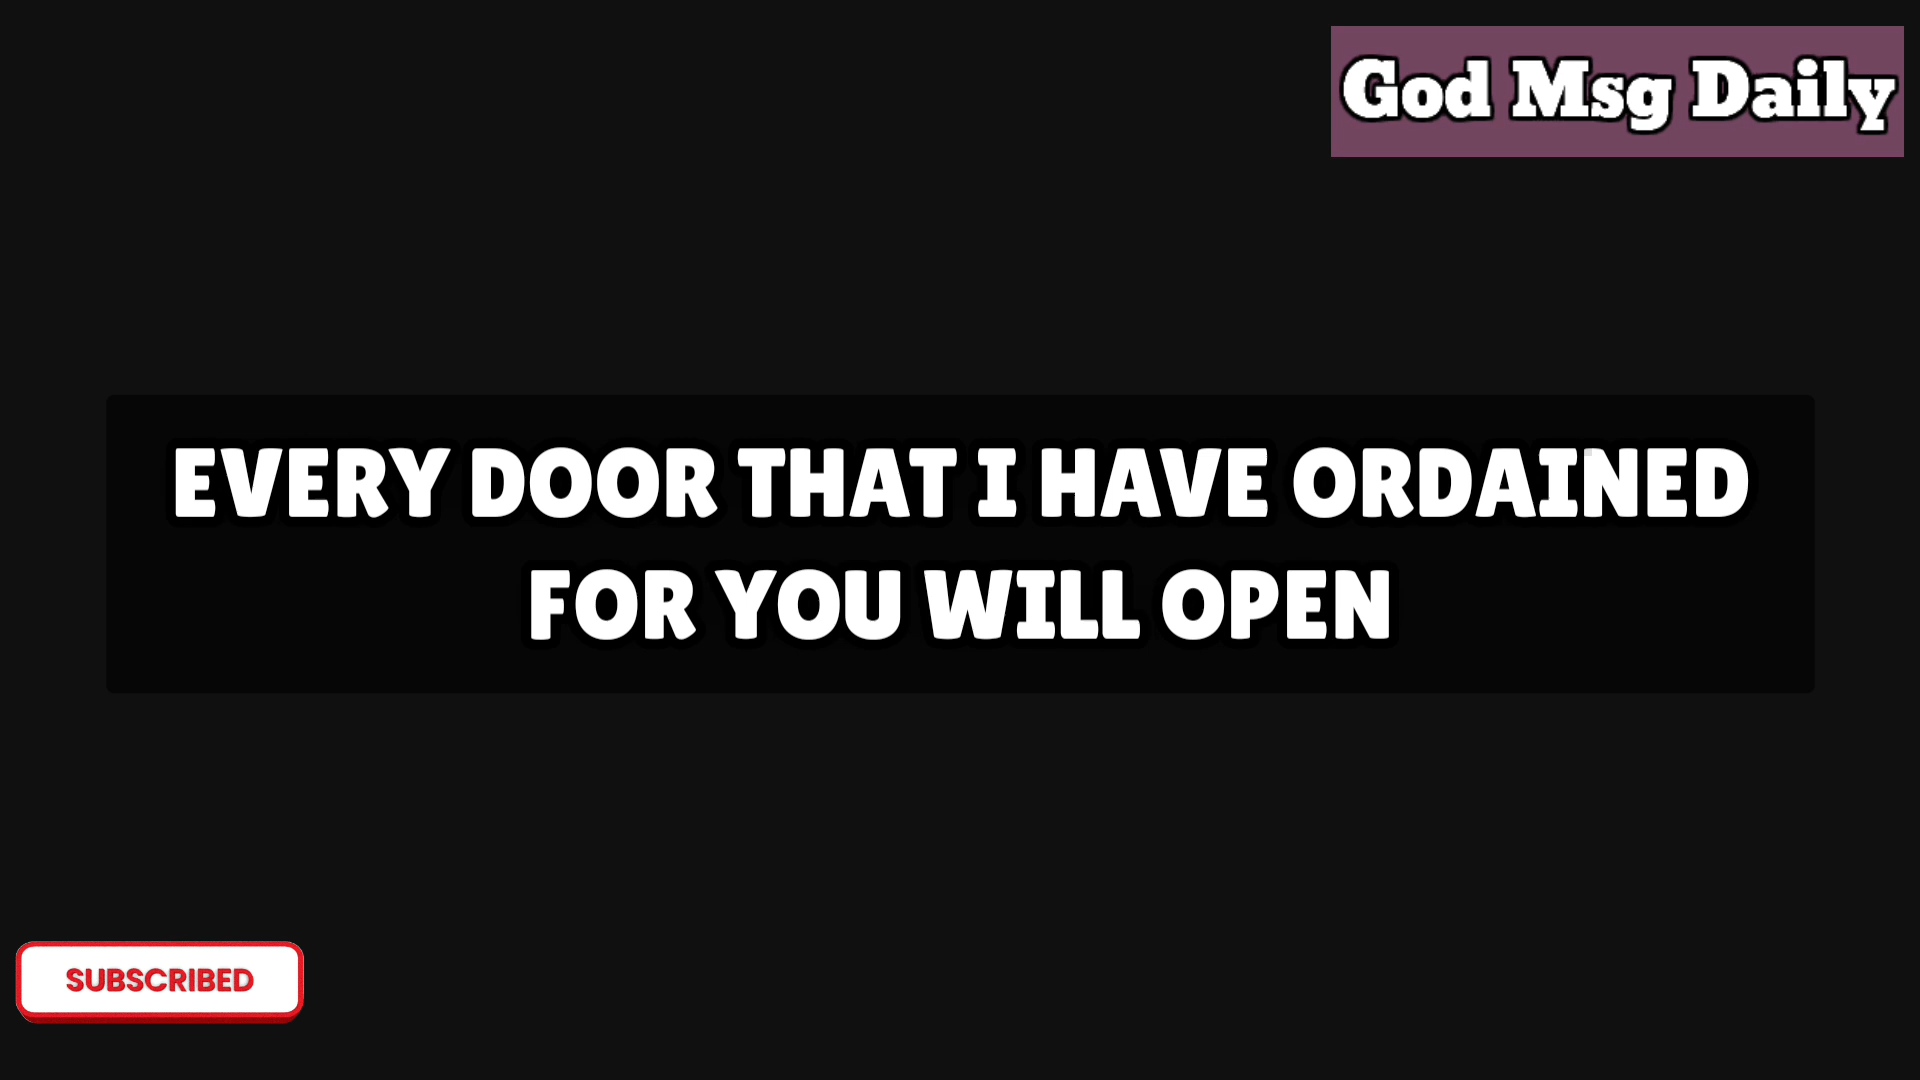 God Msg Daily
EVERY DOOR THAT I HAVE ORDAINED
FOR YOU WILL OPEN
SUBSCRIBED